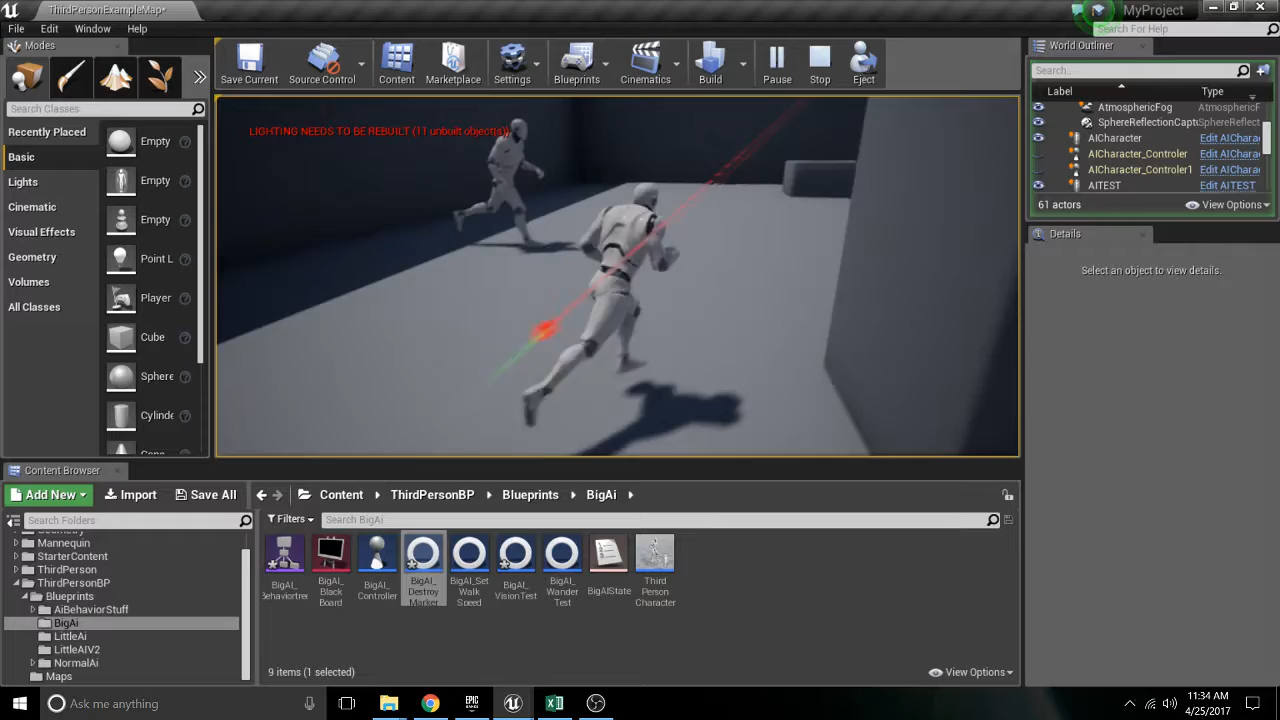 ThirdPersonExampleMap*
MyProject
File
Edit
Window
Help
Search For Help
Modes
World Outliner
Save Current
Source Control
Content
Marketplace
Settings
Blueprints
Cinematics
Build
Pause
Stop
Eject
Search...
Search Classes
Label
Type
LIGHTING NEEDS TO BE REBUILT (11 unbuilt object(s))
AtmosphericFog
AtmosphericF
SphereReflectionCaptu
SphereReflect
AICharacter
Edit AIChara
AICharacter_Controler
Edit AIChara
AICharacter_Controler1
Edit AIChara
AITEST
Edit AITEST
61 actors
View Options
Recently Placed
Basic
Lights
Cinematic
Visual Effects
Geometry
Volumes
All Classes
Empty
Empty
Empty
Point L
Player
Cube
Sphere
Cylinde
Details
Select an object to view details.
Content Browser
Add New
Import
Save All
Content
ThirdPersonBP
Blueprints
BigAi
Search Folders
Filters
Search BigAi
Mannequin
StarterContent
ThirdPerson
ThirdPersonBP
Blueprints
AiBehaviorStuff
BigAi
LittleAi
LittleAIV2
NormalAi
Maps
BigAI_
Behaviortree
BigAI_
Black
Board
BigAI_
Controller
BigAI_
Destroy
Marker
BigAI_Set
Walk
Speed
BigAI_
VisionTest
BigAI_
Wander
Test
BigAIState
Third
Person
Character
9 items (1 selected)
View Options
Ask me anything
EPIC
GAMES
11:34 AM
4/25/2017